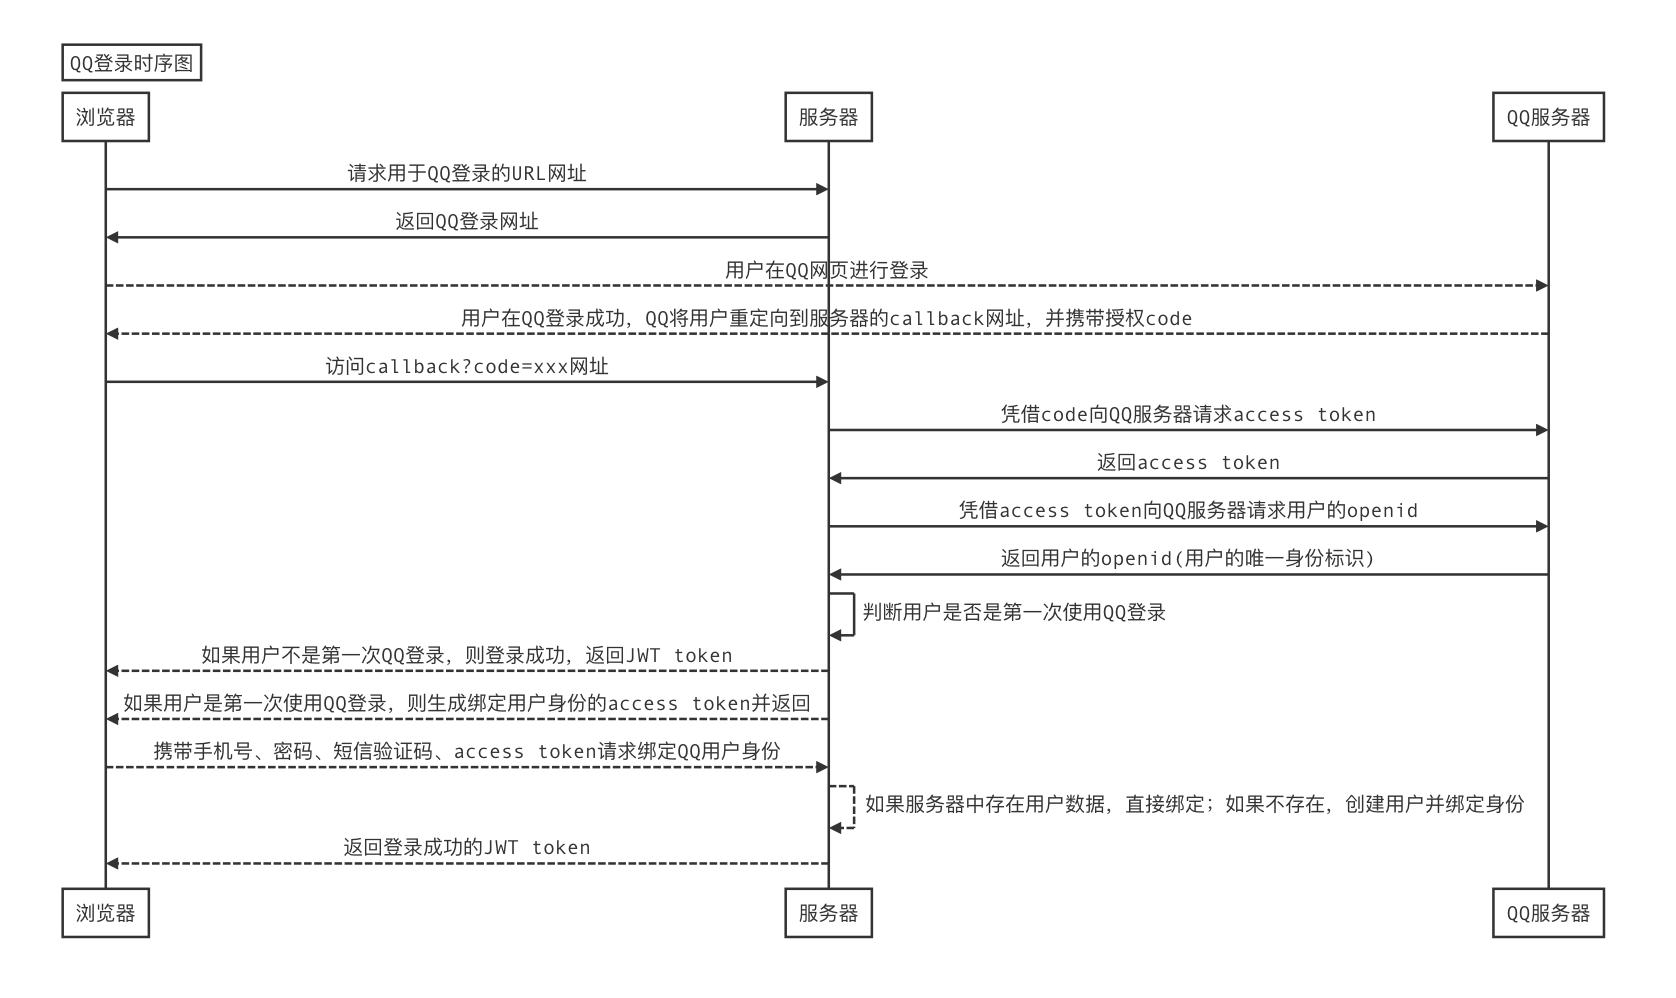 QQ登录时序图
浏览器
服务器
QQ服务器
请求用于QQ登录的URL网址
返回QQ登录网址
用户在QQ网页进行登录
用户在QQ登录成功，QQ将用户重定向到服务器的callback网址，并携带授权code
访问callback?code=xxx网址
凭借code向QQ服务器请求access token
返回access token
凭借access token向QQ服务器请求用户的openid
返回用户的openid(用户的唯一身份标识)
判断用户是否是第一次使用QQ登录
如果用户不是第一次QQ登录，则登录成功，返回JWT token
如果用户是第一次使用QQ登录，则生成绑定用户身份的access token并返回
携带手机号、密码、短信验证码、access token请求绑定QQ用户身份
如果服务器中存在用户数据，直接绑定；如果不存在，创建用户并绑定身份
返回登录成功的JWT token
浏览器
服务器
QQ服务器